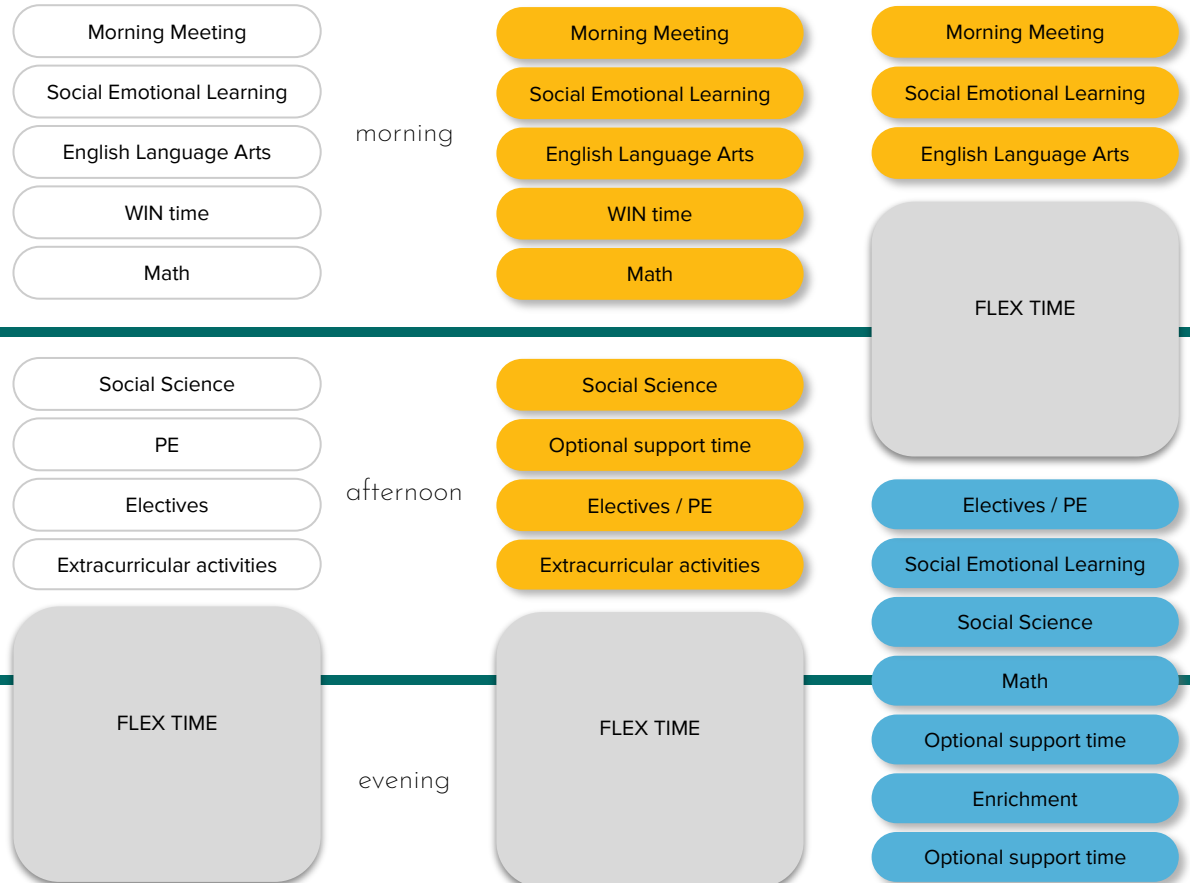 Morning Meeting
Social Emotional Learning
English Language Arts
WIN time
Math
Social Science
PE
Electives
Extracurricular activities
FLEX TIME
morning
afternoon
evening
Morning Meeting
Social Emotional Learning
English Language Arts
WIN time
Math
Social Science
Optional support time
Electives / PE
Extracurricular activities
FLEX TIME
Morning Meeting
Social Emotional Learning
English Language Arts
FLEX TIME
Electives / PE
Social Emotional Learning
Social Science
Math
Optional support time
Enrichment
Optional support time